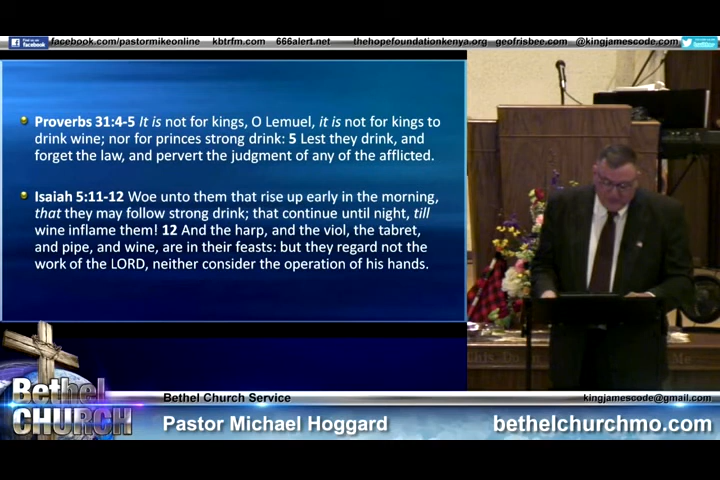 facebook.com/pastormikeonline kbtrfm.com 666alert.net thehopefoundationkenya.org geofrisbee.com @kingjamescode.com
Proverbs 31:4-5 It is not for kings, O Lemuel, it is not for kings to
drink wine; nor for princes strong drink: 5 Lest they drink, and
forget the law, and pervert the judgment of any of the afflicted.
Isaiah 5:11-12 Woe unto them that rise up early in the morning,
that they may follow strong drink; that continue until night, till
wine inflame them! 12 And the harp, and the viol, the tabret,
and pipe, and wine, are in their feasts: but they regard not the
work of the LORD, neither consider the operation of his hands.
This Do In
Me
Bethel
CHURCH
Bethel Church Service
kingjamescode@gmail.com
Pastor Michael Hoggard
bethelchurchmo.com